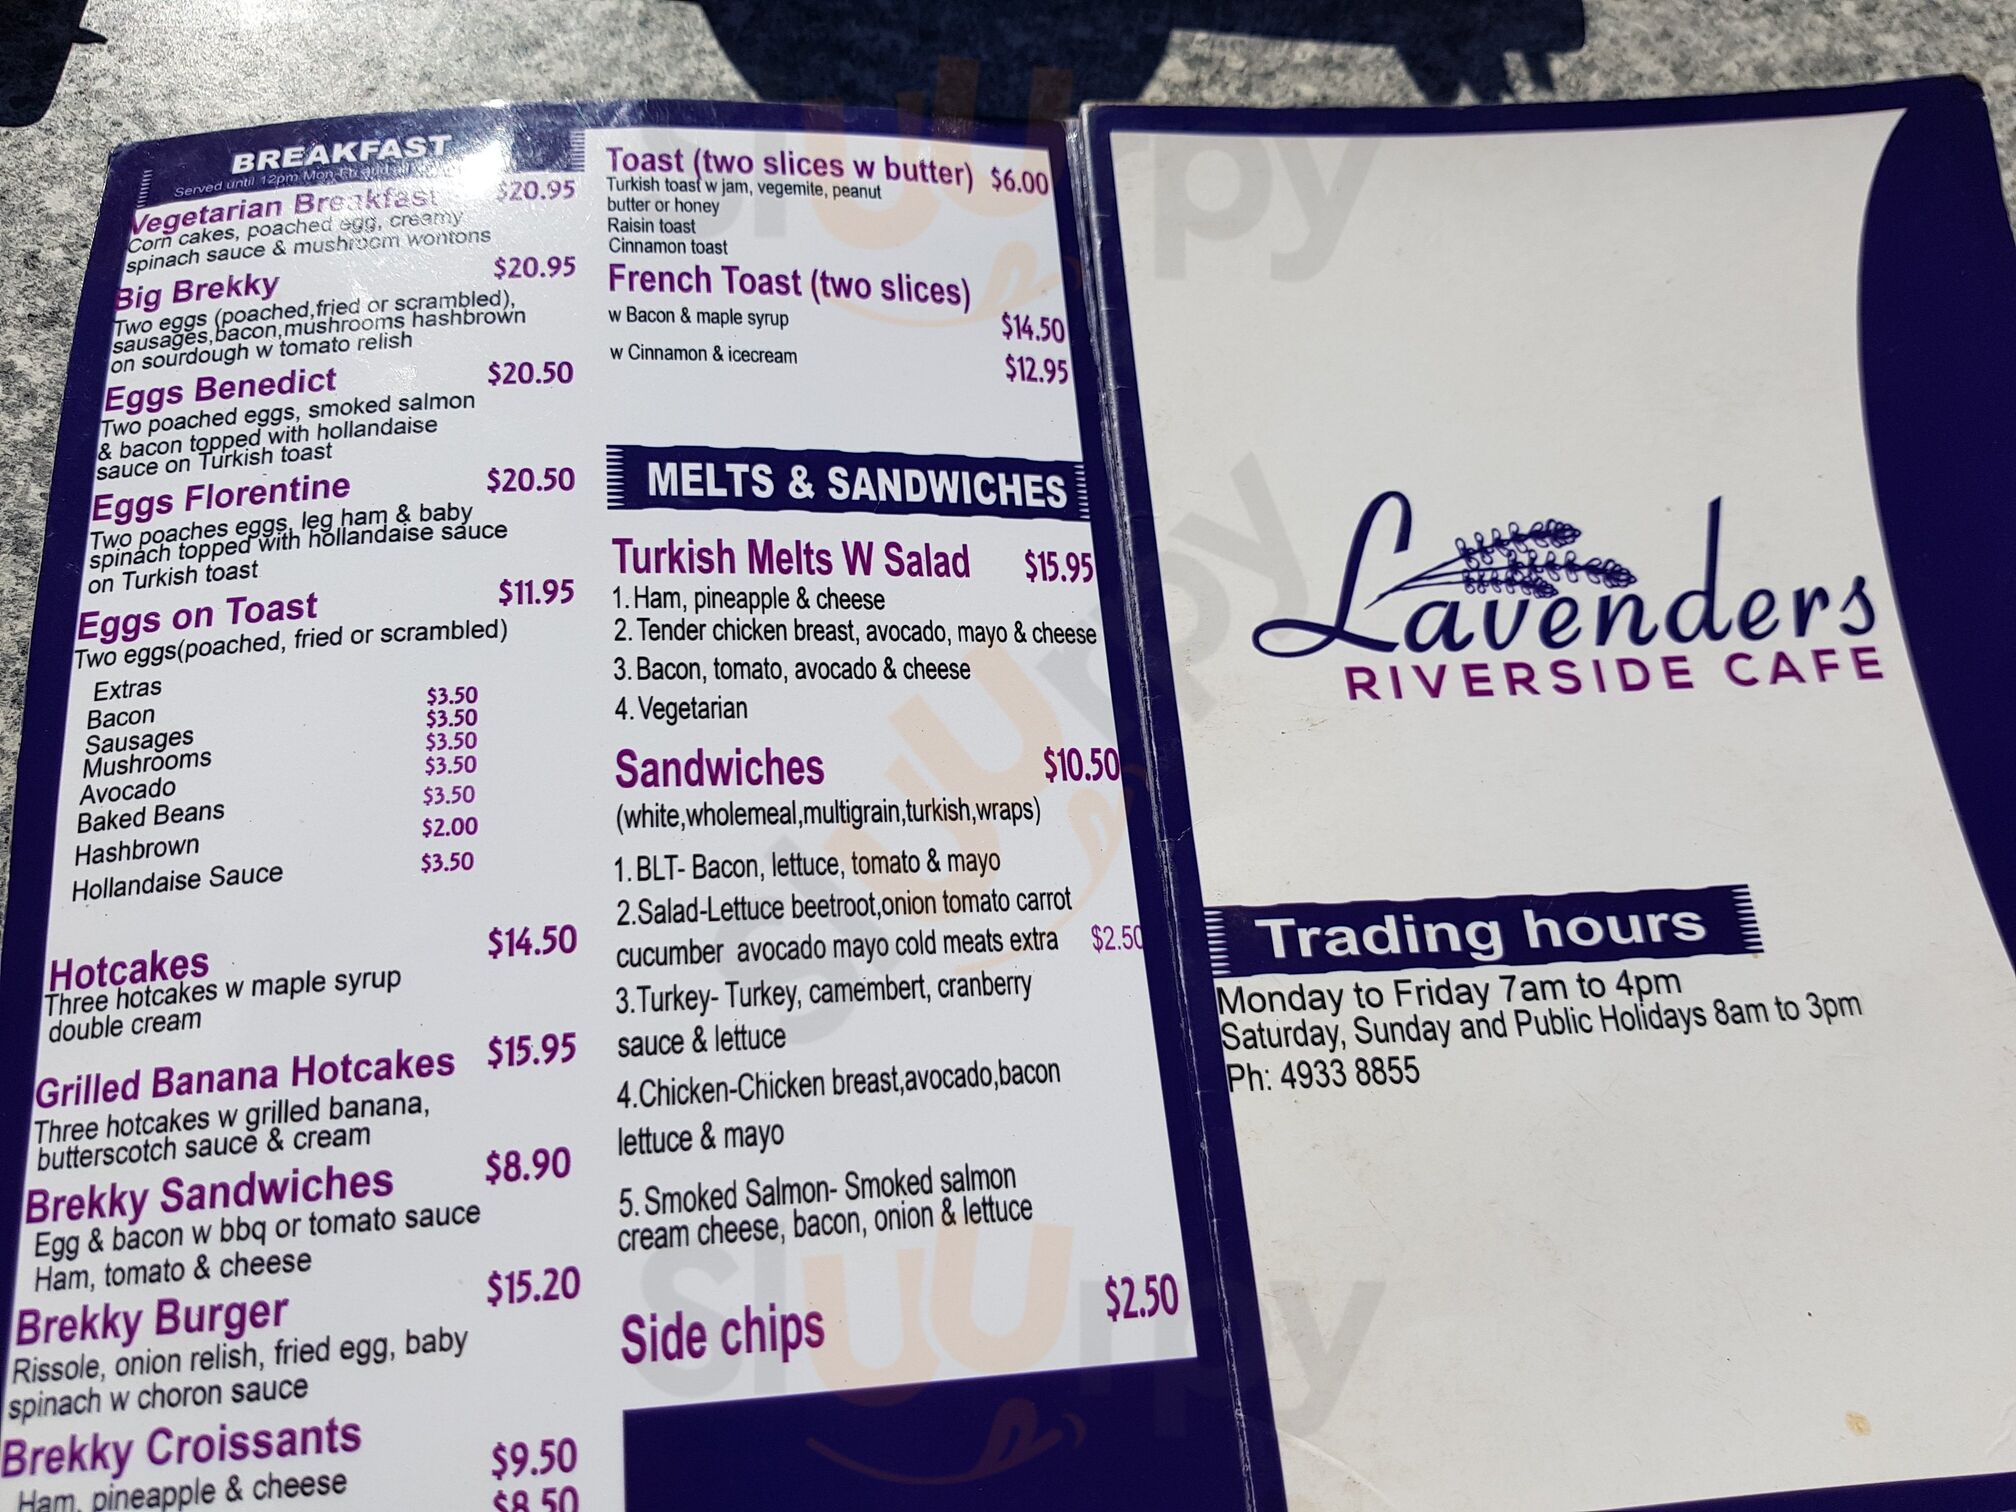 BREAKFAST
Served until 12pm Mon-Fri and
Vegetarian Breakfast $20.95
Corn cakes, poached egg, creamy
spinach sauce & mushroom wontons
Big Brekky $20.95
Two eggs (poached,fried or scrambled),
sausages,bacon,mushrooms hashbrown
on sourdough w tomato relish
Eggs Benedict $20.50
Two poached eggs, smoked salmon
& bacon topped with hollandaise
sauce on Turkish toast
Eggs Florentine $20.50
Two poaches eggs, leg ham & baby
spinach topped with hollandaise sauce
on Turkish toast
Eggs on Toast $11.95
Two eggs(poached, fried or scrambled)
Extras
Bacon $3.50
Sausages $3.50
Mushrooms $3.50
Avocado $3.50
Baked Beans $3.50
Hashbrown $2.00
Hollandaise Sauce $3.50
Hotcakes $14.50
Three hotcakes w maple syrup
double cream
Grilled Banana Hotcakes $15.95
Three hotcakes w grilled banana,
butterscotch sauce & cream
Brekky Sandwiches $8.90
Egg & bacon w bbq or tomato sauce
Ham, tomato & cheese
Brekky Burger $15.20
Rissole, onion relish, fried egg, baby
spinach w choron sauce
Brekky Croissants $9.50
Ham, pineapple & cheese $8.50
Toast (two slices w butter) $6.00
Turkish toast w jam, vegemite, peanut
butter or honey
Raisin toast
Cinnamon toast
French Toast (two slices)
w Bacon & maple syrup $14.50
w Cinnamon & icecream $12.95
MELTS & SANDWICHES
Turkish Melts W Salad $15.95
1. Ham, pineapple & cheese
2. Tender chicken breast, avocado, mayo & cheese
3. Bacon, tomato, avocado & cheese
4. Vegetarian
Sandwiches $10.50
(white,wholemeal,multigrain,turkish,wraps)
1. BLT- Bacon, lettuce, tomato & mayo
2.Salad-Lettuce beetroot,onion tomato carrot
cucumber avocado mayo cold meats extra $2.50
3.Turkey- Turkey, camembert, cranberry
sauce & lettuce
4.Chicken-Chicken breast,avocado,bacon
lettuce & mayo
5. Smoked Salmon- Smoked salmon
cream cheese, bacon, onion & lettuce
Side chips $2.50
Lavenders
RIVERSIDE CAFE
Trading hours
Monday to Friday 7am to 4pm
Saturday, Sunday and Public Holidays 8am to 3pm
Ph: 4933 8855
sluurpy
sluurpy
sluurpy